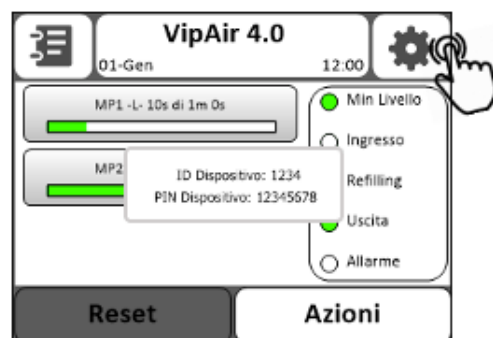 VipAir 4.0
01-Gen
12:00
MP1 -L- 10s di 1m 0s
MP2
ID Dispositivo: 1234
PIN Dispositivo: 12345678
Min Livello
Ingresso
Refilling
Uscita
Allarme
Reset
Azioni